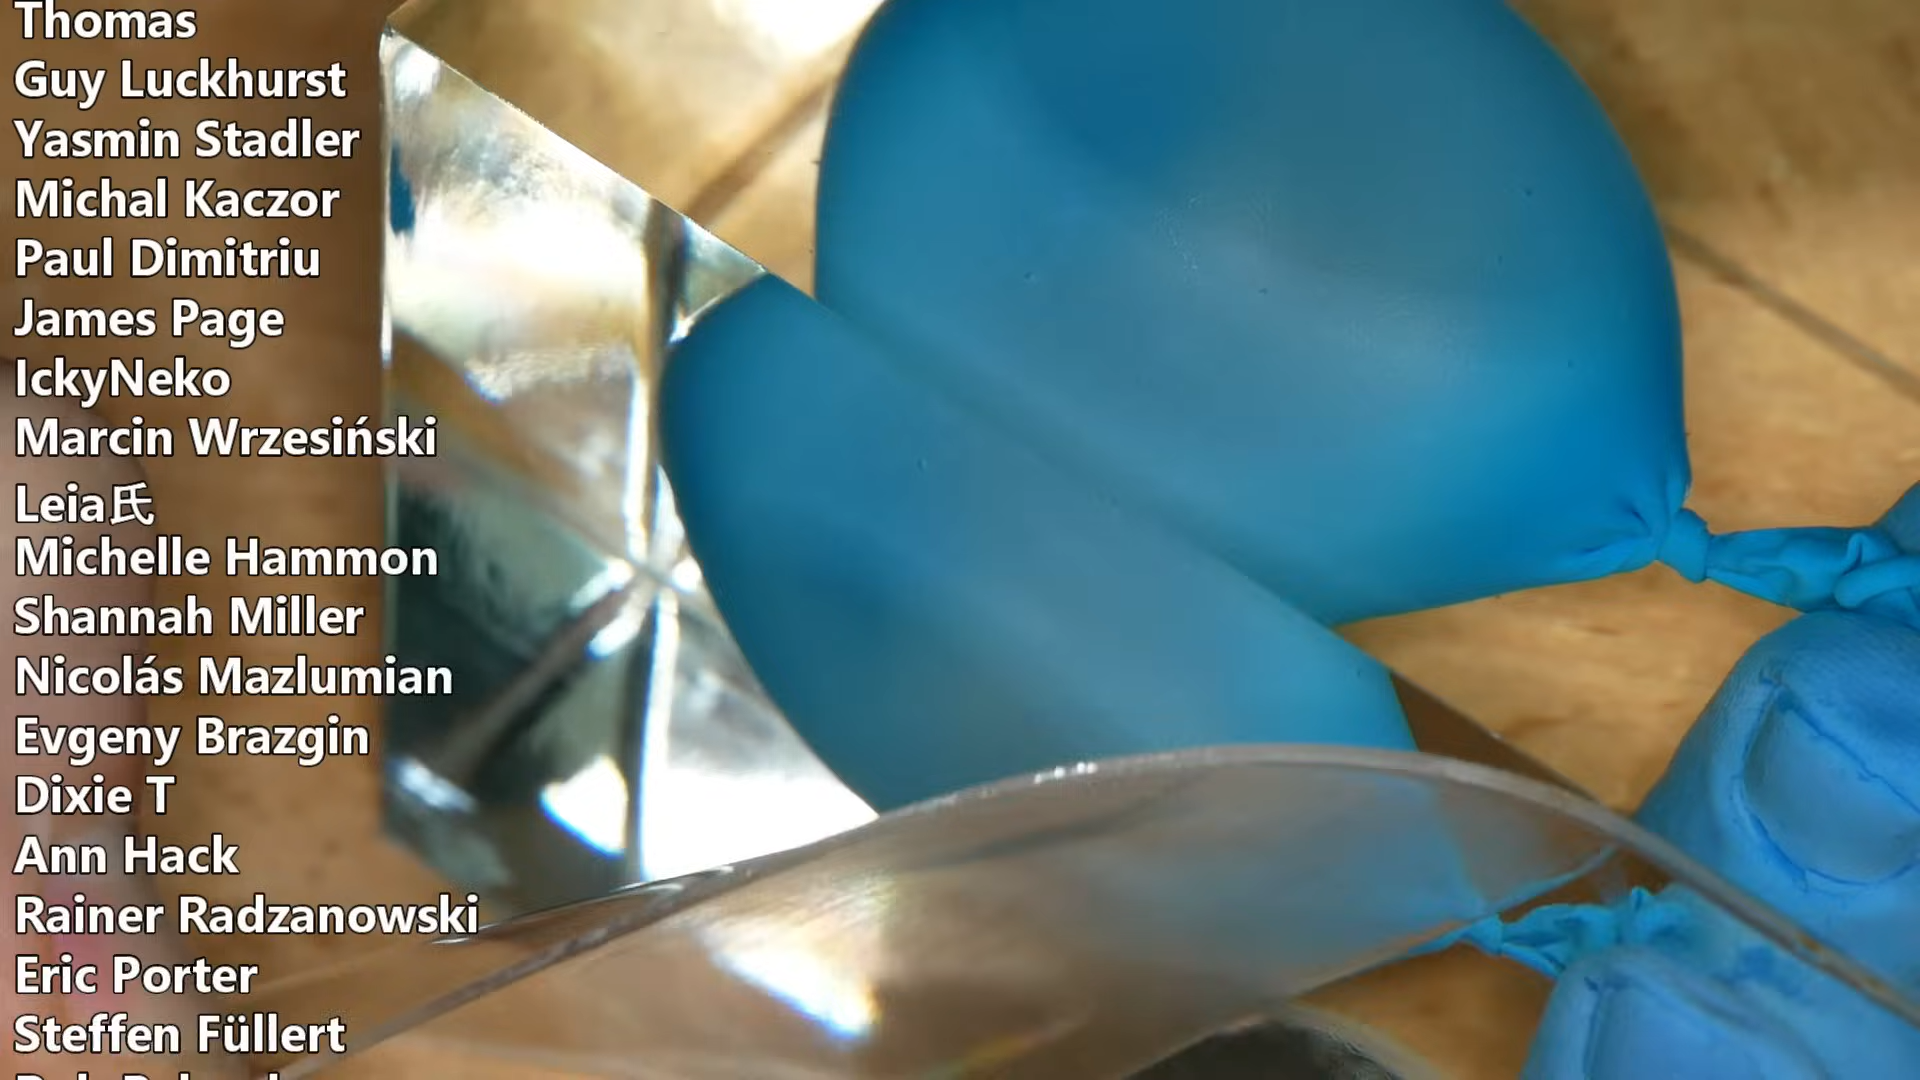 Thomas
Guy Luckhurst
Yasmin Stadler
Michal Kaczor
Paul Dimitriu
James Page
IckyNeko
Marcin Wrzesiński
Leia氏
Michelle Hammon
Shannah Miller
Nicolás Mazlumian
Evgeny Brazgin
Dixie T
Ann Hack
Rainer Radzanowski
Eric Porter
Steffen Füllert